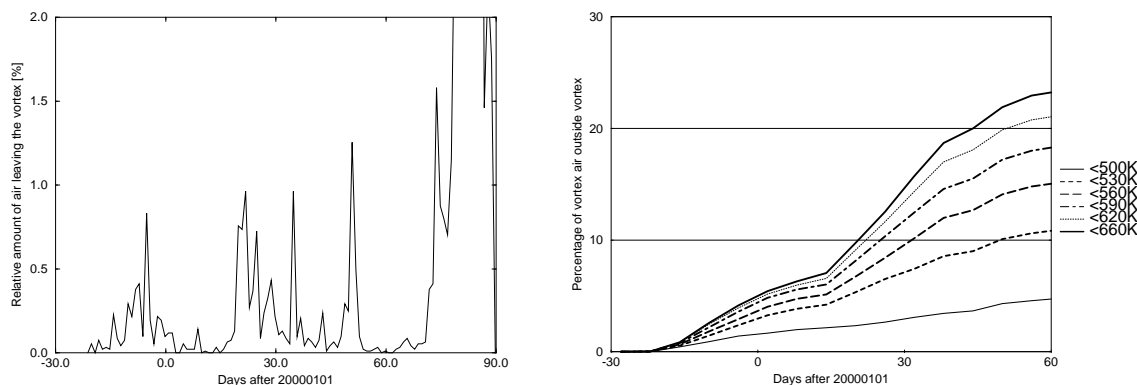 Relative amount of air leaving the vortex [%]
2.0
1.5
1.0
0.5
0.0
-30.0
0.0
30.0
60.0
90.0
Days after 20000101
Percentage of vortex air outside vortex
30
20
10
0
-30
0
30
60
Days after 20000101
<500K
<530K
<560K
<590K
<620K
<660K